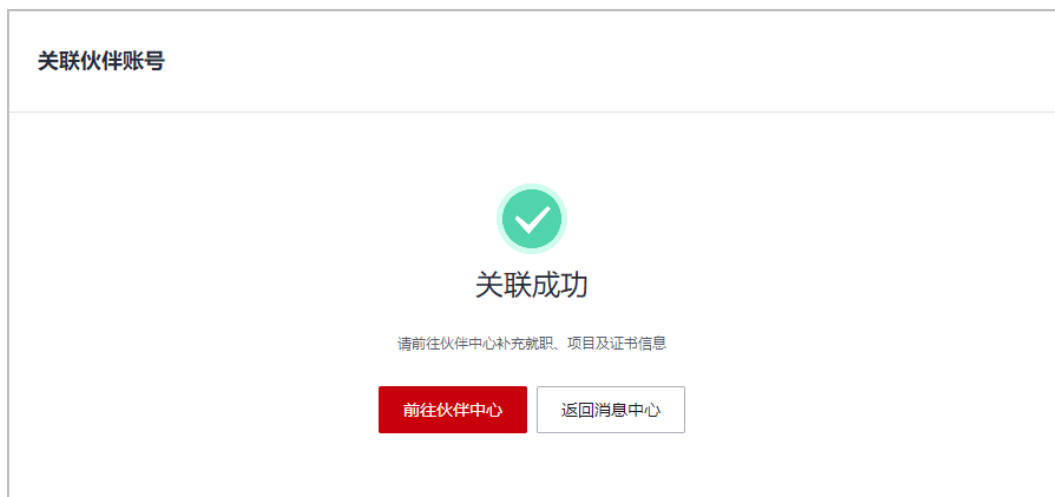 关联伙伴账号
关联成功
请前往伙伴中心补充就职、项目及证书信息
前往伙伴中心
返回消息中心